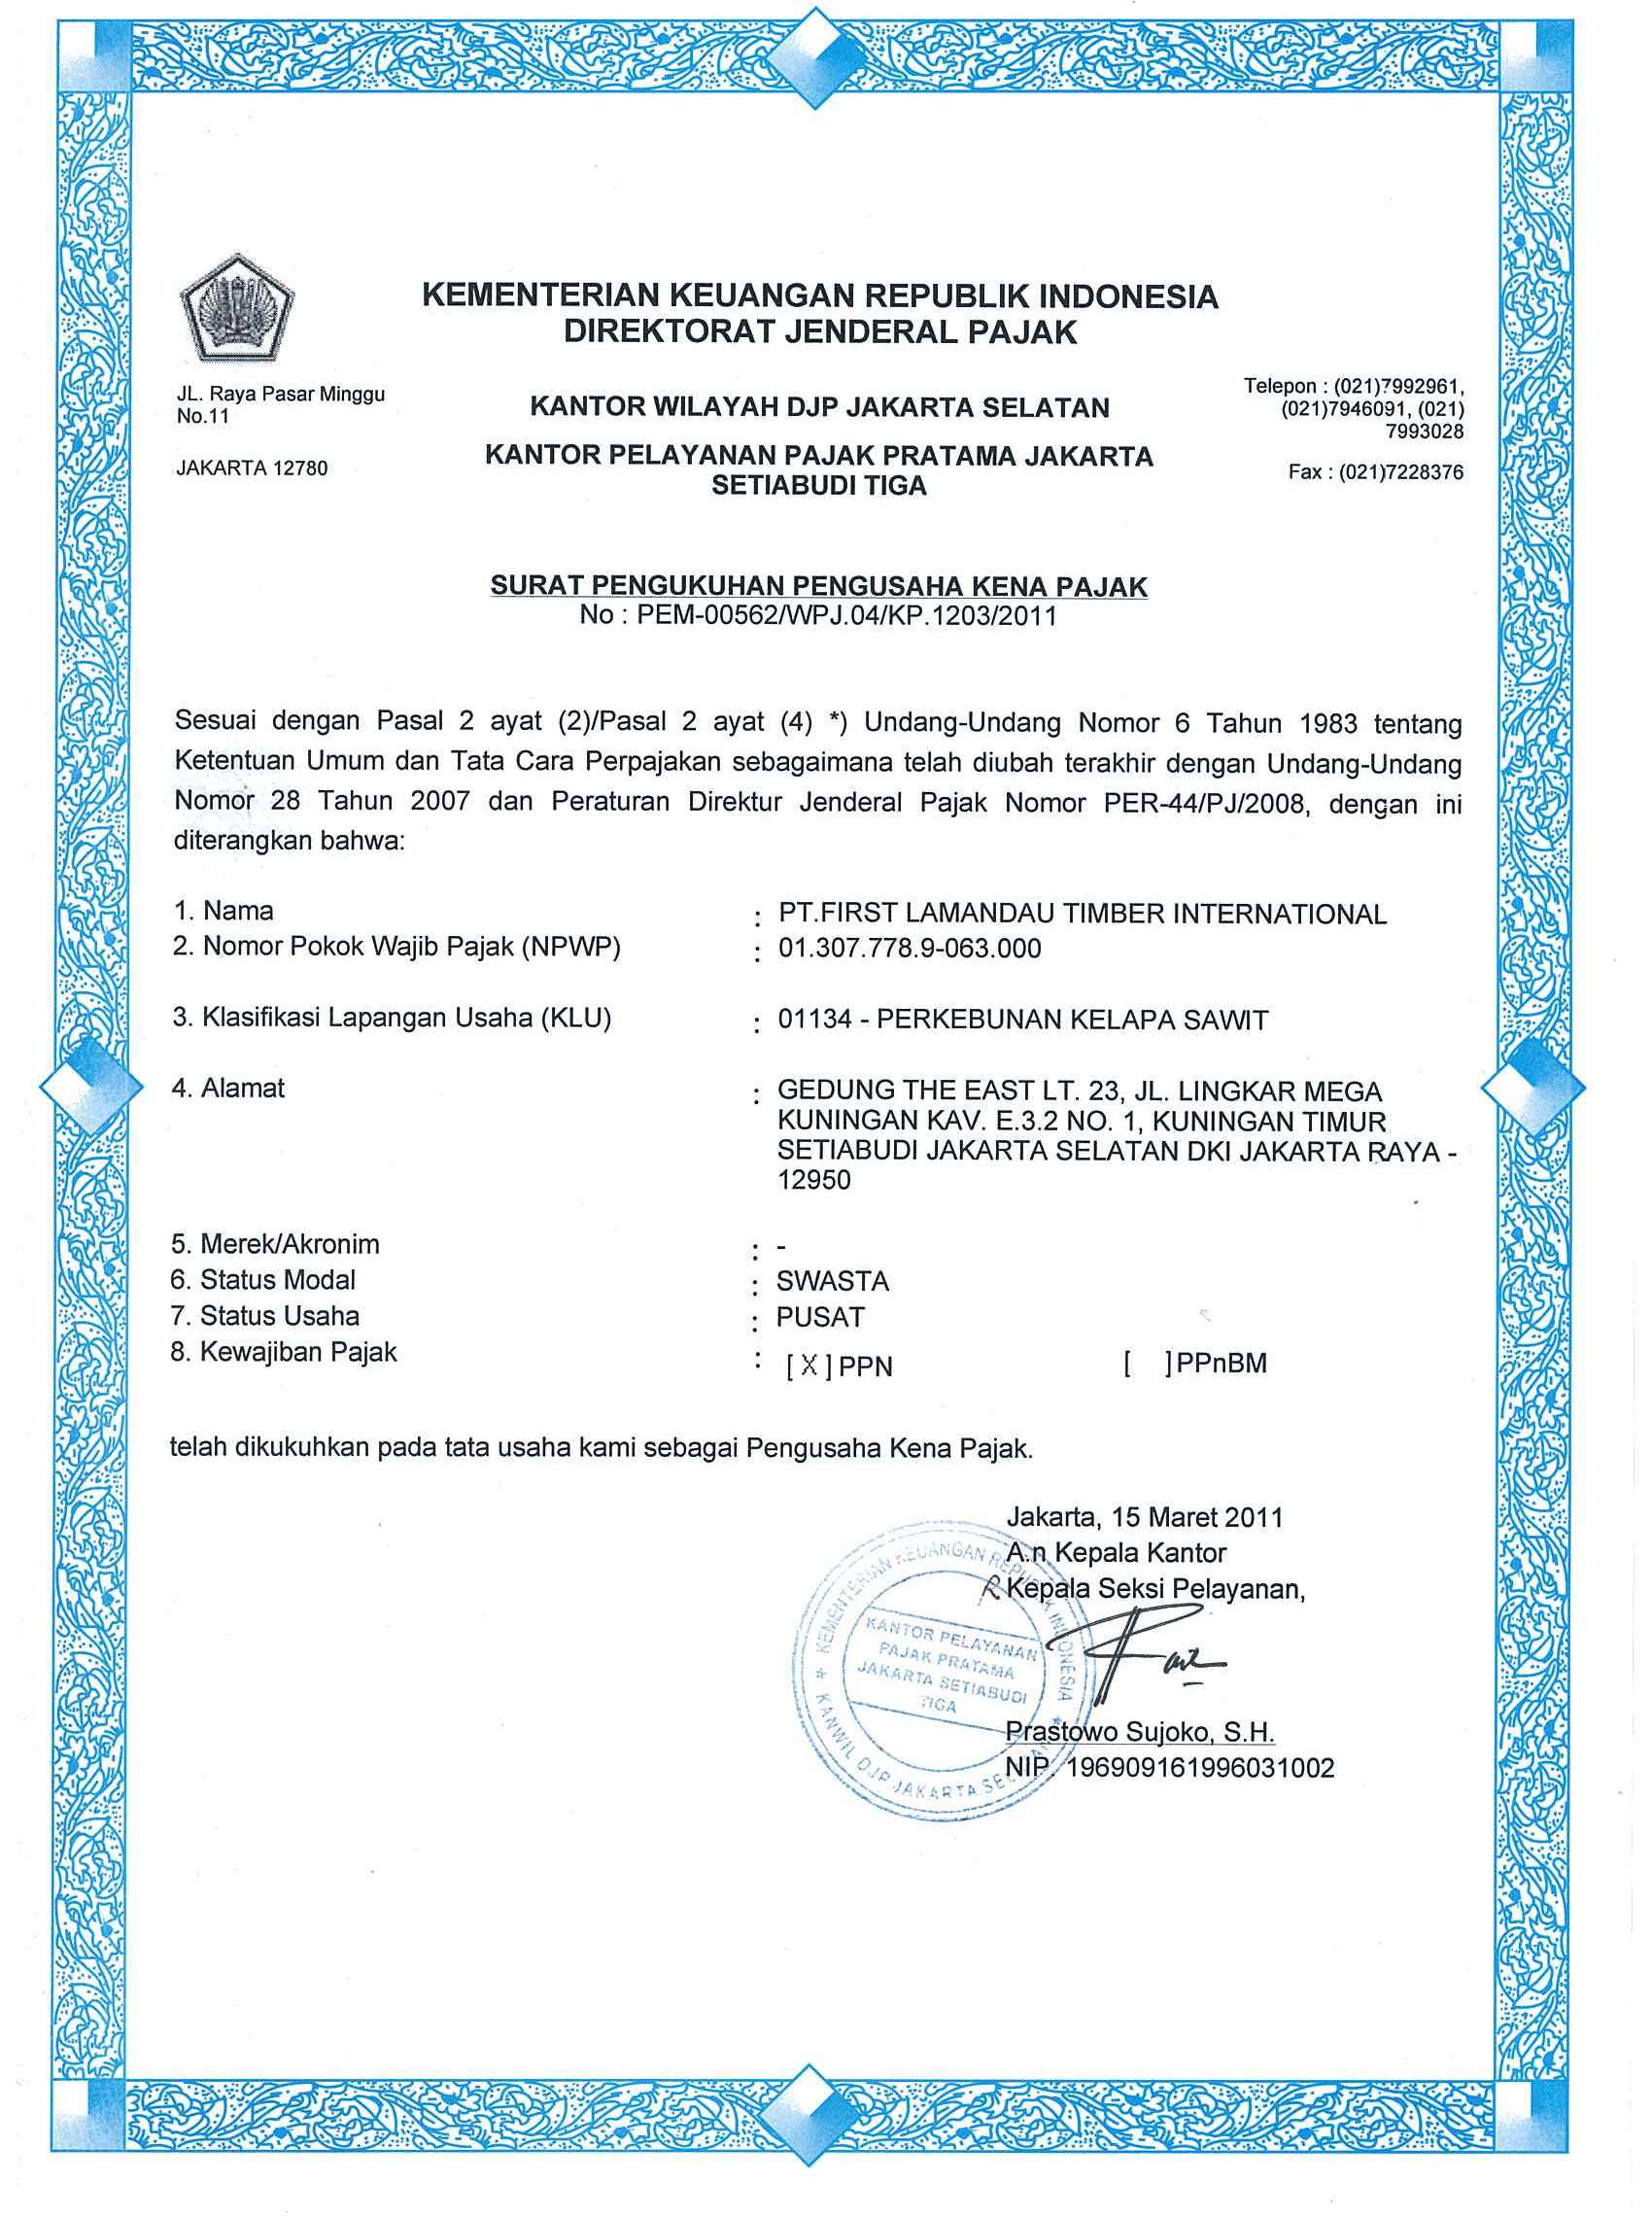 KEMENTERIAN KEUANGAN REPUBLIK INDONESIA
DIREKTORAT JENDERAL PAJAK
JL. Raya Pasar Minggu
No.11
JAKARTA 12780
KANTOR WILAYAH DJP JAKARTA SELATAN
KANTOR PELAYANAN PAJAK PRATAMA JAKARTA
SETIABUDI TIGA
Telepon : (021)7992961,
(021)7946091, (021)
7993028
Fax : (021)7228376
SURAT PENGUKUHAN PENGUSAHA KENA PAJAK
No : PEM-00562/WPJ.04/KP.1203/2011
Sesuai dengan Pasal 2 ayat (2)/Pasal 2 ayat (4) *) Undang-Undang Nomor 6 Tahun 1983 tentang
Ketentuan Umum dan Tata Cara Perpajakan sebagaimana telah diubah terakhir dengan Undang-Undang
Nomor 28 Tahun 2007 dan Peraturan Direktur Jenderal Pajak Nomor PER-44/PJ/2008, dengan ini
diterangkan bahwa:
1. Nama : PT.FIRST LAMANDAU TIMBER INTERNATIONAL
2. Nomor Pokok Wajib Pajak (NPWP) : 01.307.778.9-063.000
3. Klasifikasi Lapangan Usaha (KLU) : 01134 - PERKEBUNAN KELAPA SAWIT
4. Alamat : GEDUNG THE EAST LT. 23, JL. LINGKAR MEGA
KUNINGAN KAV. E.3.2 NO. 1, KUNINGAN TIMUR
SETIABUDI JAKARTA SELATAN DKI JAKARTA RAYA -
12950
5. Merek/Akronim : -
6. Status Modal : SWASTA
7. Status Usaha : PUSAT
8. Kewajiban Pajak : [X] PPN [ ] PPnBM
telah dikukuhkan pada tata usaha kami sebagai Pengusaha Kena Pajak.
Jakarta, 15 Maret 2011
A.n Kepala Kantor
Kepala Seksi Pelayanan,
KEMENTERIAN KEUANGAN REPUBLIK INDONESIA
KANTOR PELAYANAN
PAJAK PRATAMA
JAKARTA SETIABUDI
TIGA
KANWIL DJP JAKARTA
Prastowo Sujoko, S.H.
NIP. 196909161996031002